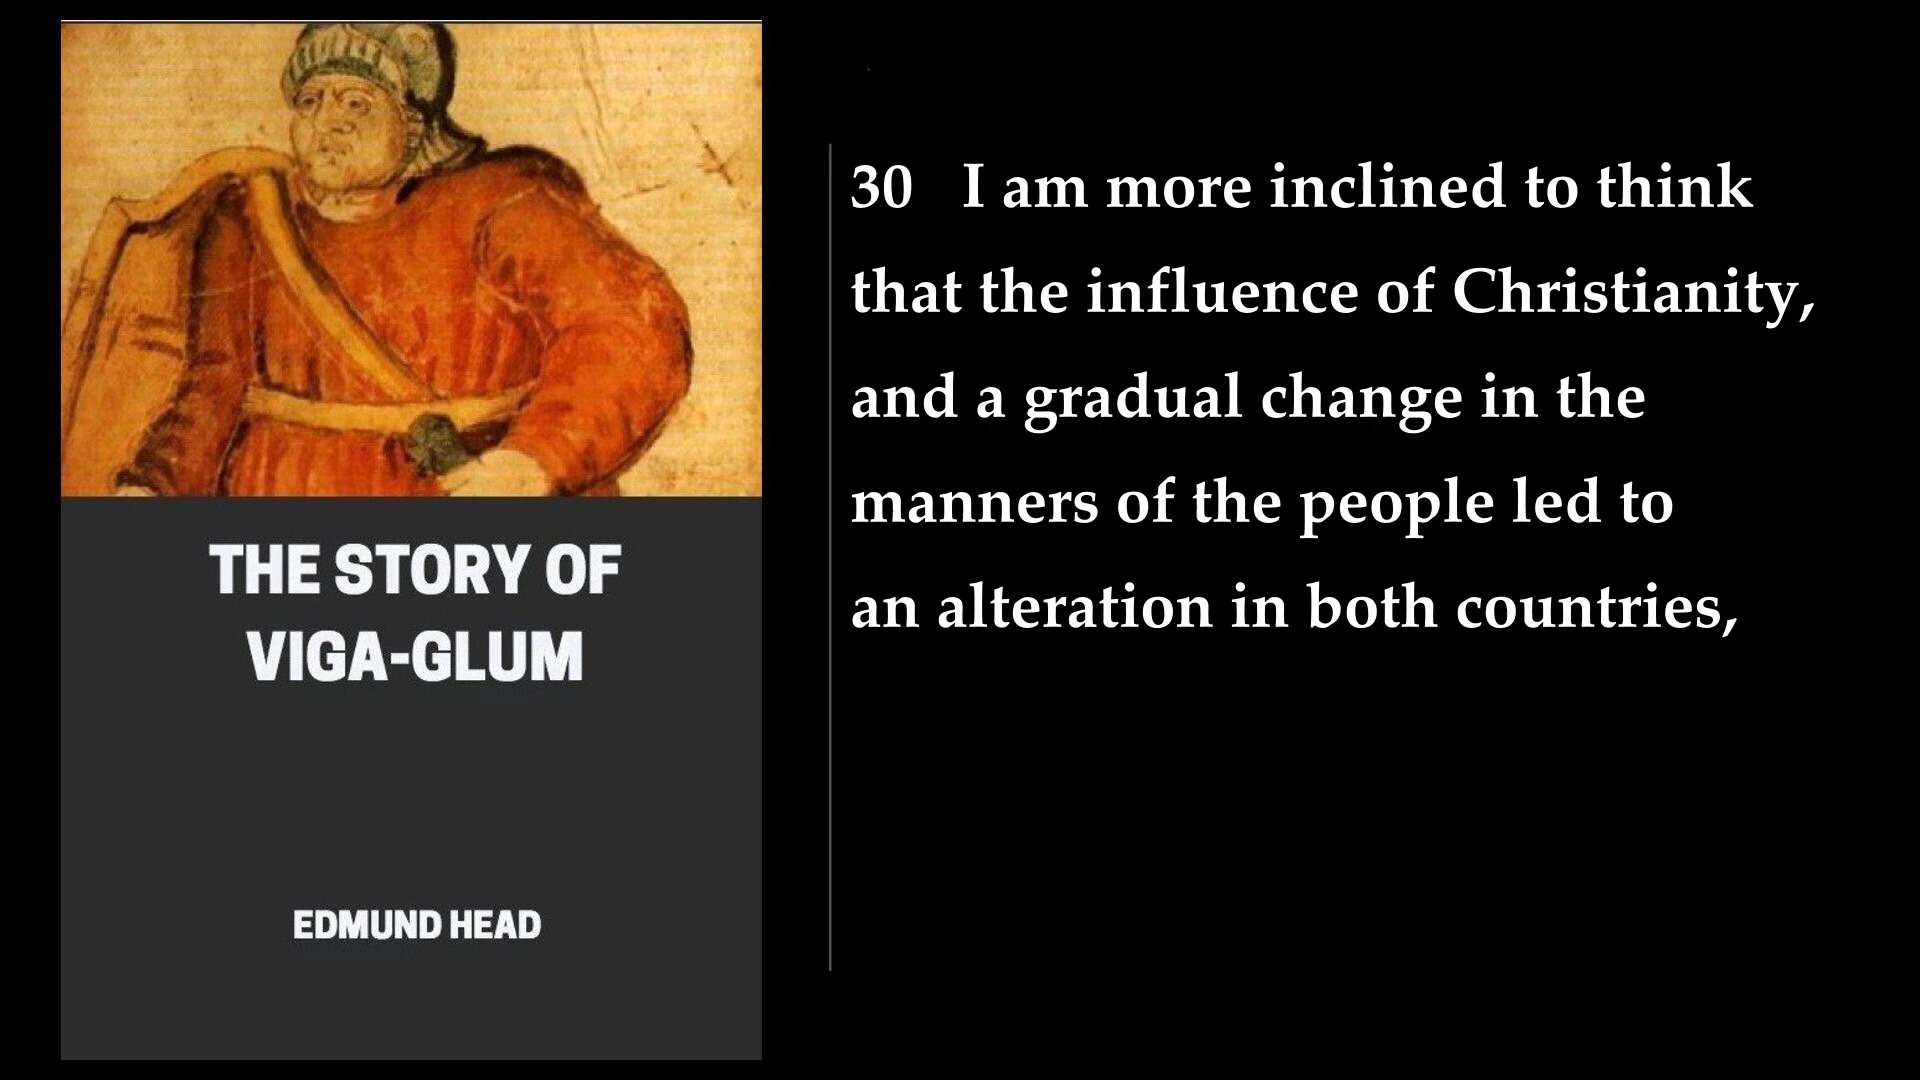 THE STORY OF
VIGA-GLUM
EDMUND HEAD
30 I am more inclined to think
that the influence of Christianity,
and a gradual change in the
manners of the people led to
an alteration in both countries,